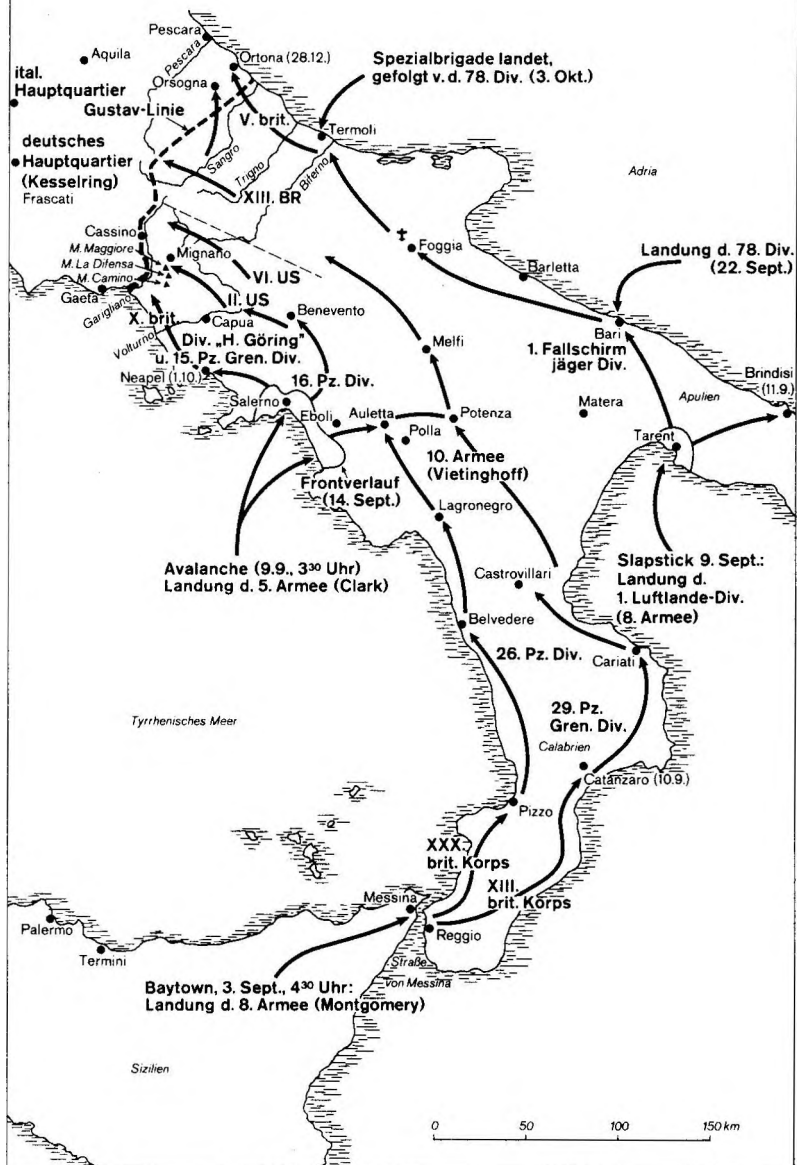 Pescara
Pescara
Aquila
Ortona (28.12.)
ital.
Hauptquartier
Orsogna
Gustav-Linie
Spezialbrigade landet,
gefolgt v. d. 78. Div. (3. Okt.)
V. brit.
Termoli
deutsches
Hauptquartier
(Kesselring)
Frascati
Sangro
Trigno
Biferno
Adria
XIII. BR
Cassino
M. Maggiore
M. La Difensa
M. Camino
Mignano
Gaeta
Garigliano
VI. US
II. US
X. brit.
Foggia
Barletta
Landung d. 78. Div.
(22. Sept.)
Benevento
Capua
Volturno
Div. „H. Göring"
u. 15. Pz. Gren. Div.
Bari
1. Fallschirm
jäger Div.
Melfi
Neapel (1.10.)
16. Pz. Div.
Brindisi
(11.9.)
Salerno
Eboli
Auletta
Potenza
Matera
Apulien
Polla
Tarent
10. Armee
(Vietinghoff)
Frontverlauf
(14. Sept.)
Lagronegro
Avalanche (9.9., 3³⁰ Uhr)
Landung d. 5. Armee (Clark)
Castrovillari
Slapstick 9. Sept.:
Landung d.
1. Luftlande-Div.
(8. Armee)
Belvedere
26. Pz. Div.
Cariati
Tyrrhenisches Meer
29. Pz.
Gren. Div.
Calabrien
Catanzaro (10.9.)
Pizzo
XXX.
brit. Korps
XIII.
brit. Korps
Messina
Palermo
Reggio
Termini
Straße
von Messina
Baytown, 3. Sept., 4³⁰ Uhr:
Landung d. 8. Armee (Montgomery)
Sizilien
0 50 100 150 km